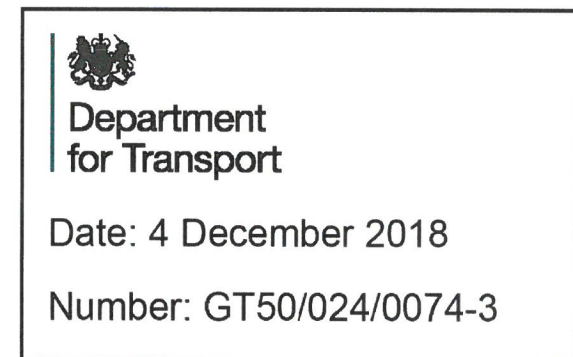 Department
for Transport
Date: 4 December 2018
Number: GT50/024/0074-3